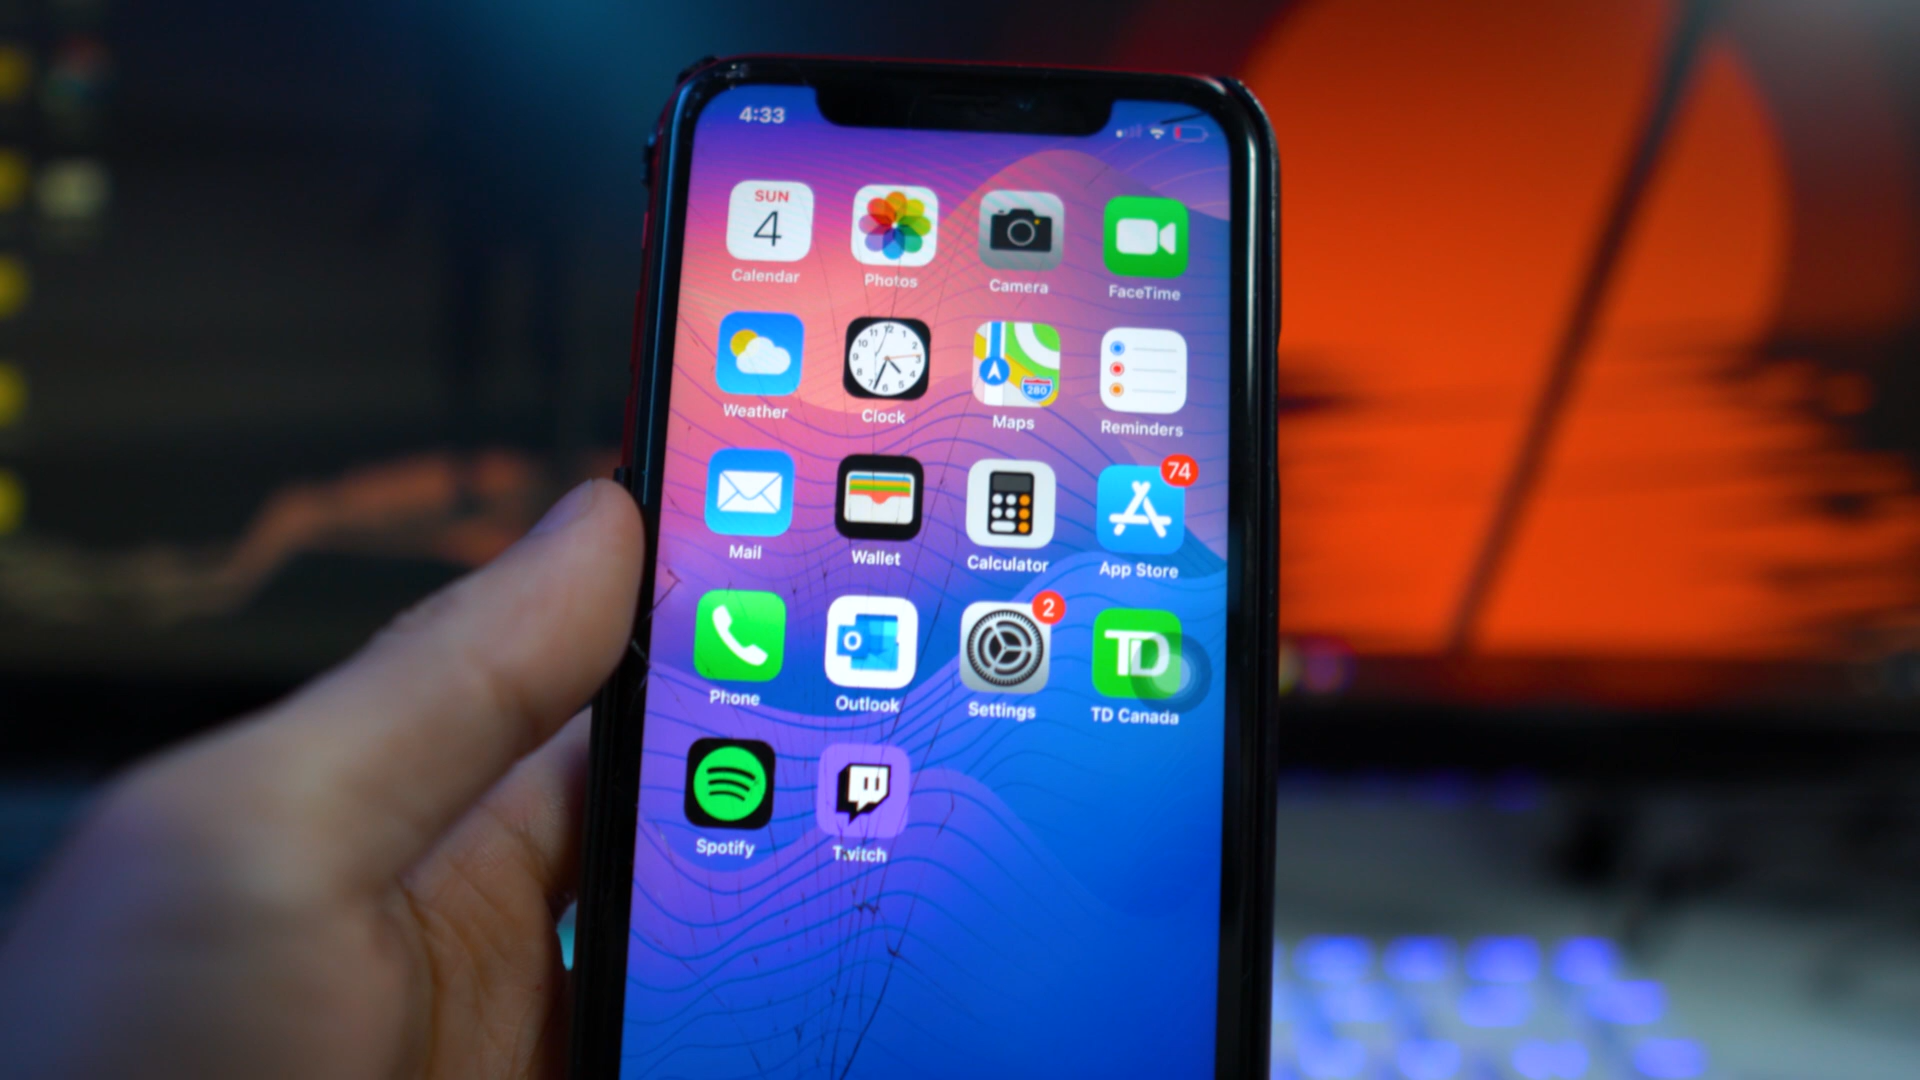 4:33
SUN
4
Calendar
Photos
Camera
FaceTime
Weather
Clock
280
Maps
Reminders
Mail
Wallet
Calculator
74
App Store
Phone
O
Outlook
2
Settings
TD
TD Canada
Spotify
Twitch